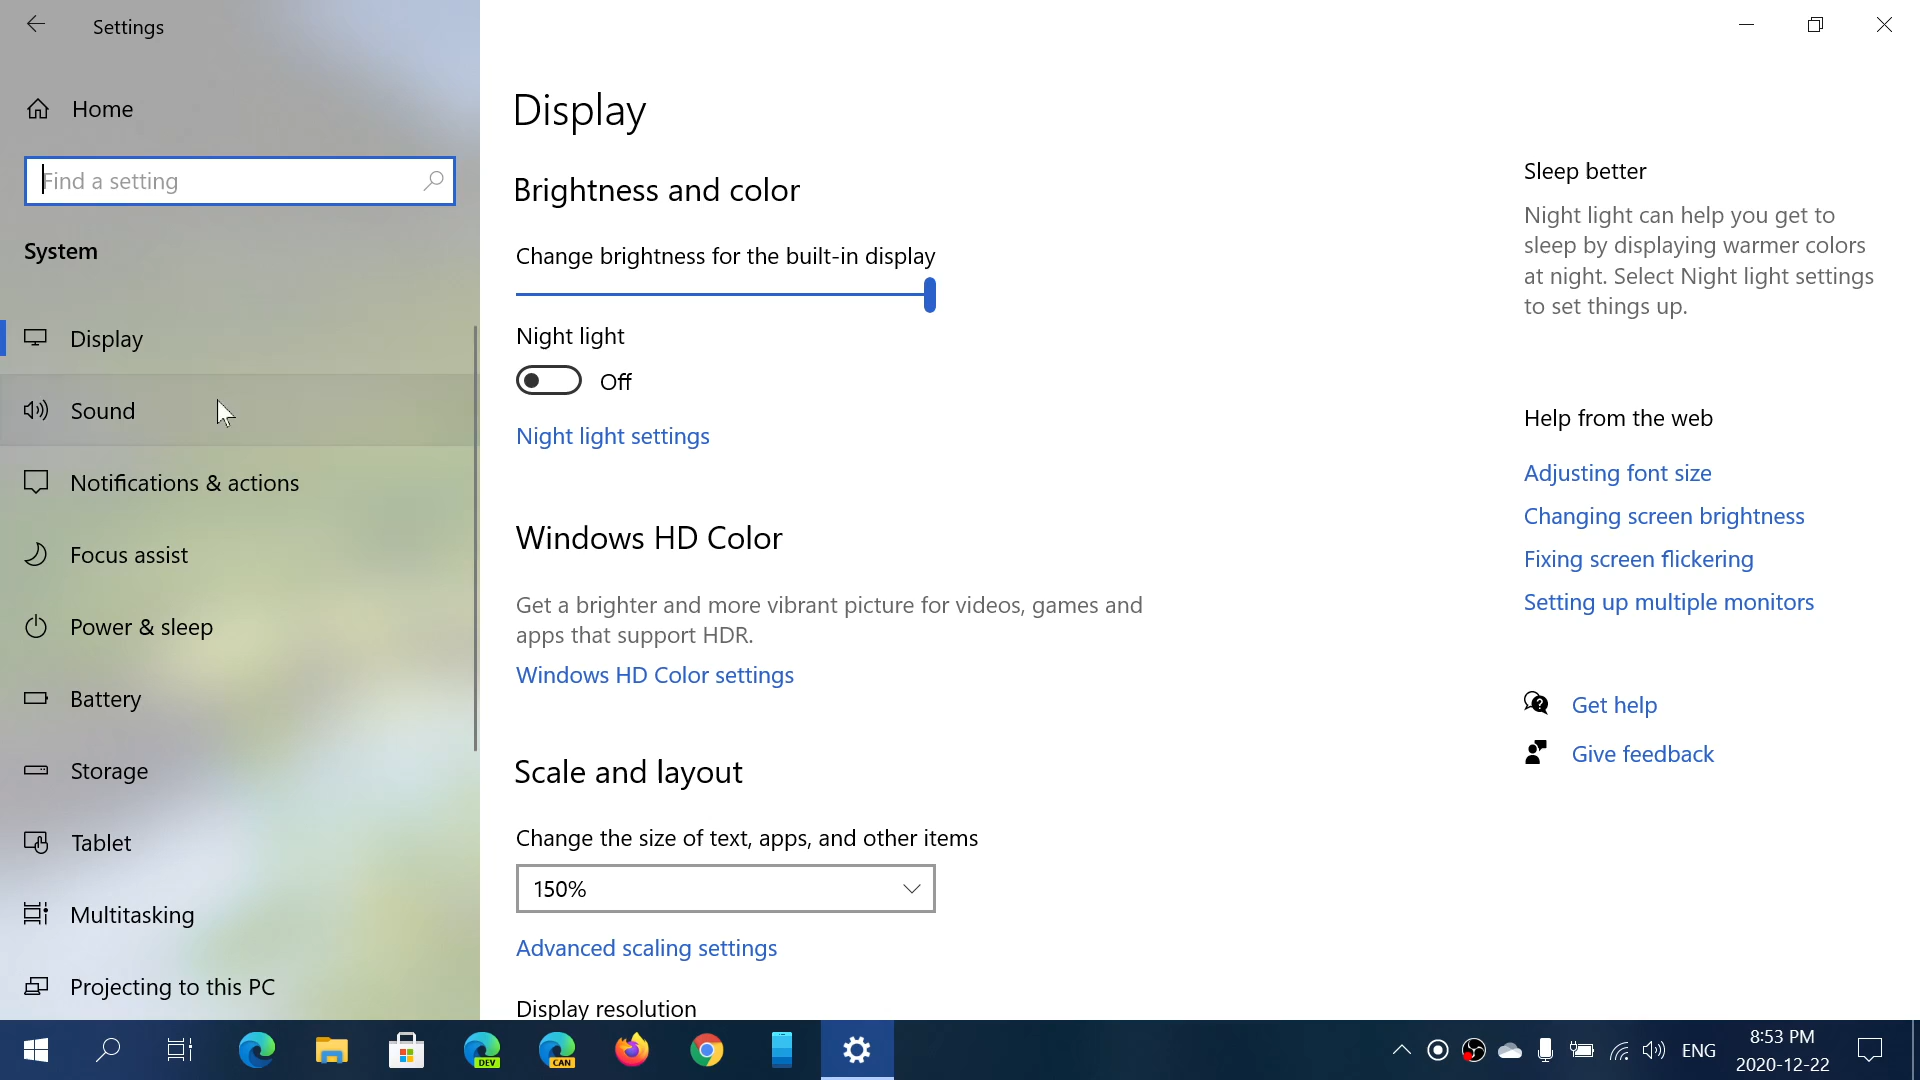 Settings
Home
Find a setting
System
Display
Sound
Notifications & actions
Focus assist
Power & sleep
Battery
Storage
Tablet
Multitasking
Projecting to this PC
Display
Brightness and color
Change brightness for the built-in display
Night light
Off
Night light settings
Windows HD Color
Get a brighter and more vibrant picture for videos, games and
apps that support HDR.
Windows HD Color settings
Scale and layout
Change the size of text, apps, and other items
150%
Advanced scaling settings
Display resolution
Sleep better
Night light can help you get to
sleep by displaying warmer colors
at night. Select Night light settings
to set things up.
Help from the web
Adjusting font size
Changing screen brightness
Fixing screen flickering
Setting up multiple monitors
Get help
Give feedback
DEV
CAN
ENG
8:53 PM
2020-12-22